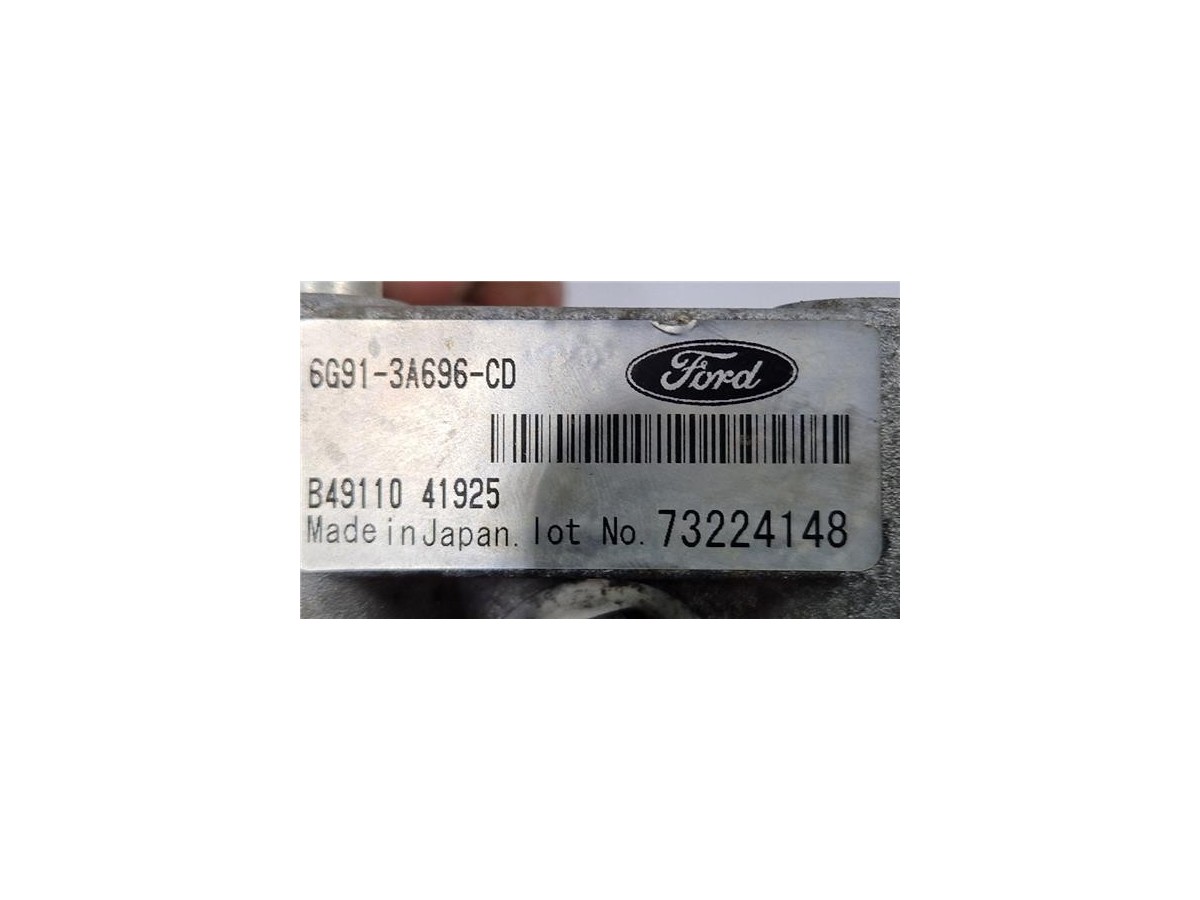 6G91-3A696-CD
Ford
B49110 41925
Made in Japan. lot No. 73224148